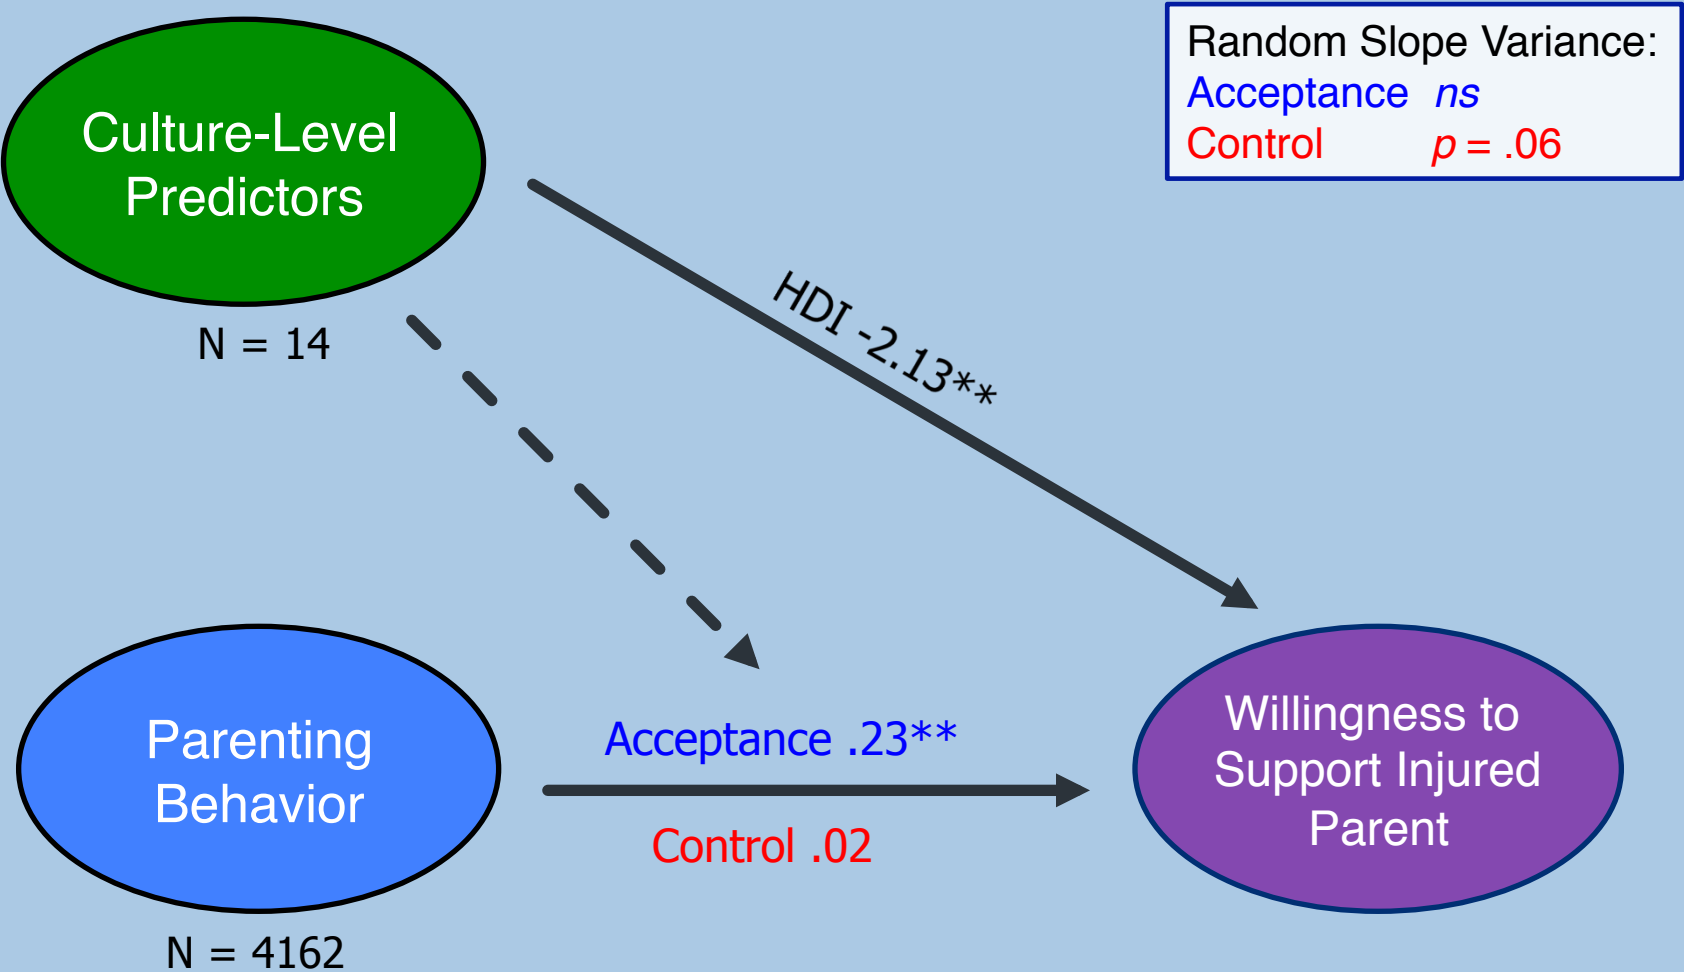 Random Slope Variance:
Acceptance ns
Control p = .06
Culture-Level
Predictors
N = 14
HDI -2.13**
Parenting
Behavior
N = 4162
Acceptance .23**
Control .02
Willingness to
Support Injured
Parent